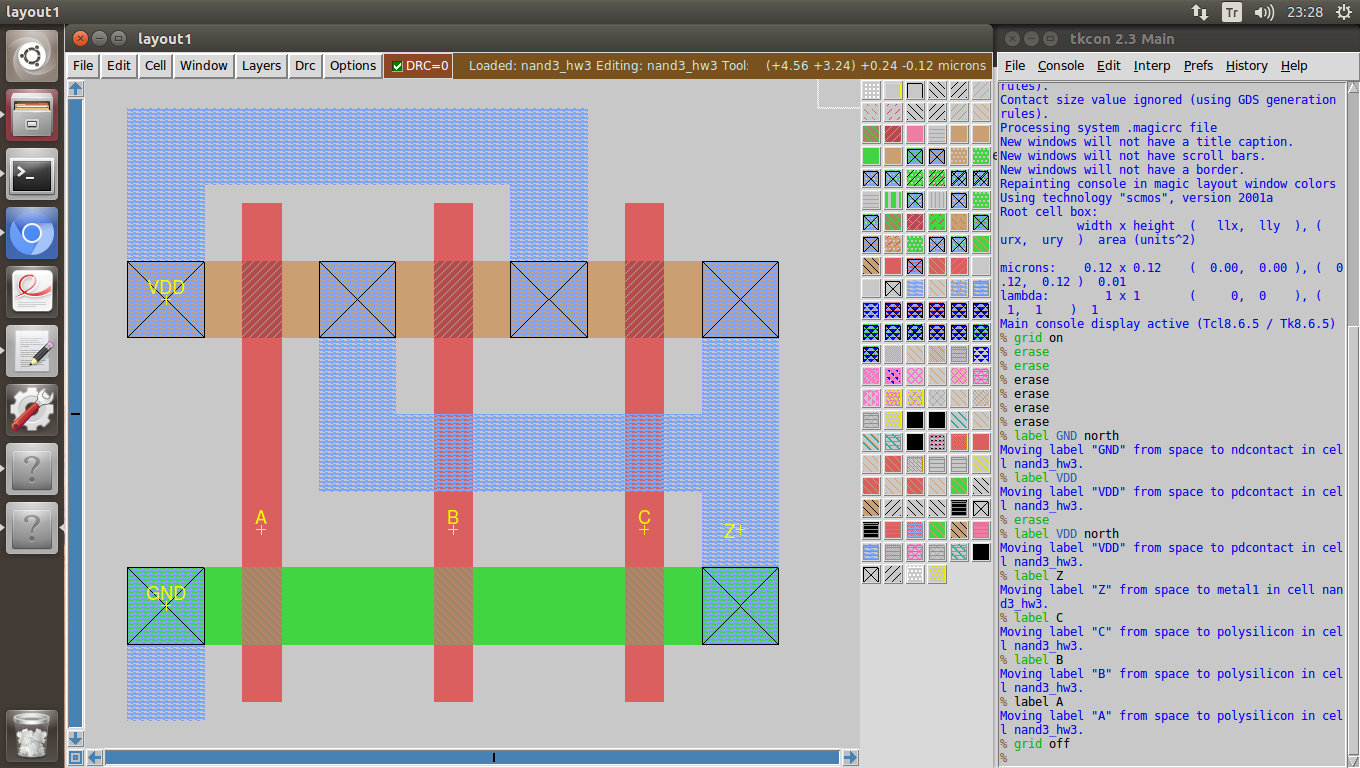 layout1
Tr
23:28
layout1
File Edit Cell Window Layers Drc Options DRC=0 Loaded: nand3_hw3 Editing: nand3_hw3 Tool: (+4.56 +3.24) +0.24 -0.12 microns
VDD
A B C Z
GND
tkcon 2.3 Main
File Console Edit Interp Prefs History Help
rules).
Contact size value ignored (using GDS generation
rules).
Processing system .magicrc file
New windows will not have a title caption.
New windows will not have scroll bars.
New windows will not have a border.
Repainting console in magic layout window colors
Using technology "scmos", version 2001a
Root cell box:
width x height ( llx, lly ), (
urx, ury ) area (units^2)
microns: 0.12 x 0.12 ( 0.00, 0.00 ), ( 0
.12, 0.12 ) 0.01
lambda: 1 x 1 ( 0, 0 ), (
1, 1 ) 1
Main console display active (Tcl8.6.5 / Tk8.6.5)
% grid on
% erase
% erase
% erase
% erase
% erase
% erase
% label GND north
Moving label "GND" from space to ndcontact in cel
l nand3_hw3.
% label VDD
Moving label "VDD" from space to pdcontact in cel
l nand3_hw3.
% erase
% label VDD north
Moving label "VDD" from space to pdcontact in cel
l nand3_hw3.
% label Z
Moving label "Z" from space to metal1 in cell nan
d3_hw3.
% label C
Moving label "C" from space to polysilicon in cel
l nand3_hw3.
% label B
Moving label "B" from space to polysilicon in cel
l nand3_hw3.
% label A
Moving label "A" from space to polysilicon in cel
l nand3_hw3.
% grid off
%